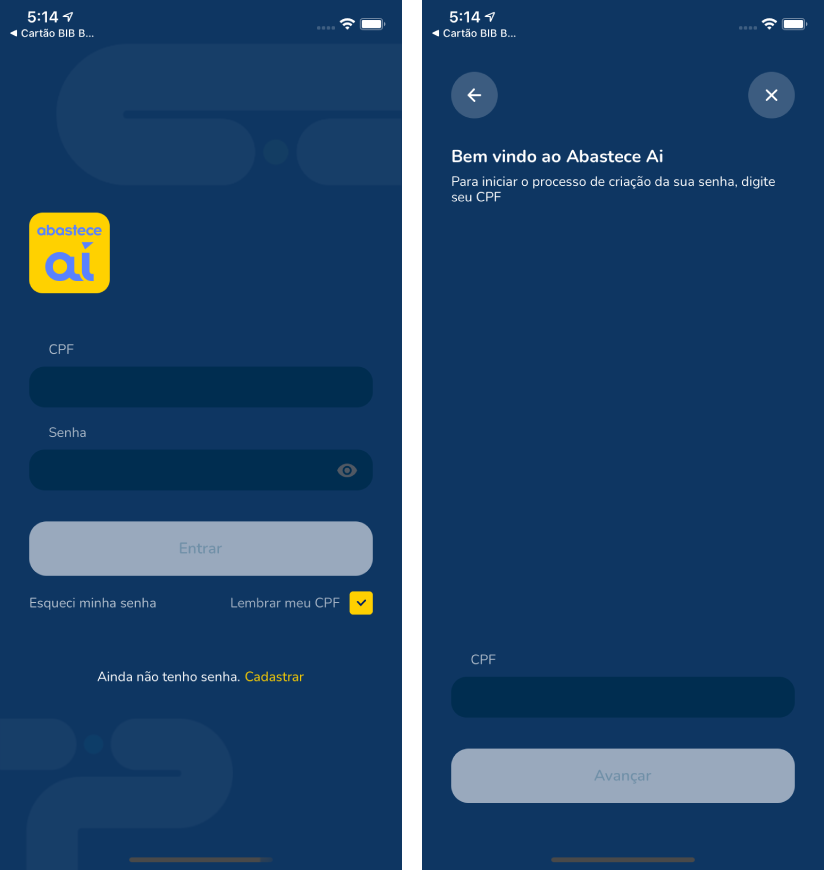 5:14
◀ Cartão BIB B...
abastece
aí
CPF
Senha
Entrar
Esqueci minha senha
Lembrar meu CPF
Ainda não tenho senha. Cadastrar
5:14
◀ Cartão BIB B...
Bem vindo ao Abastece Ai
Para iniciar o processo de criação da sua senha, digite
seu CPF
CPF
Avançar